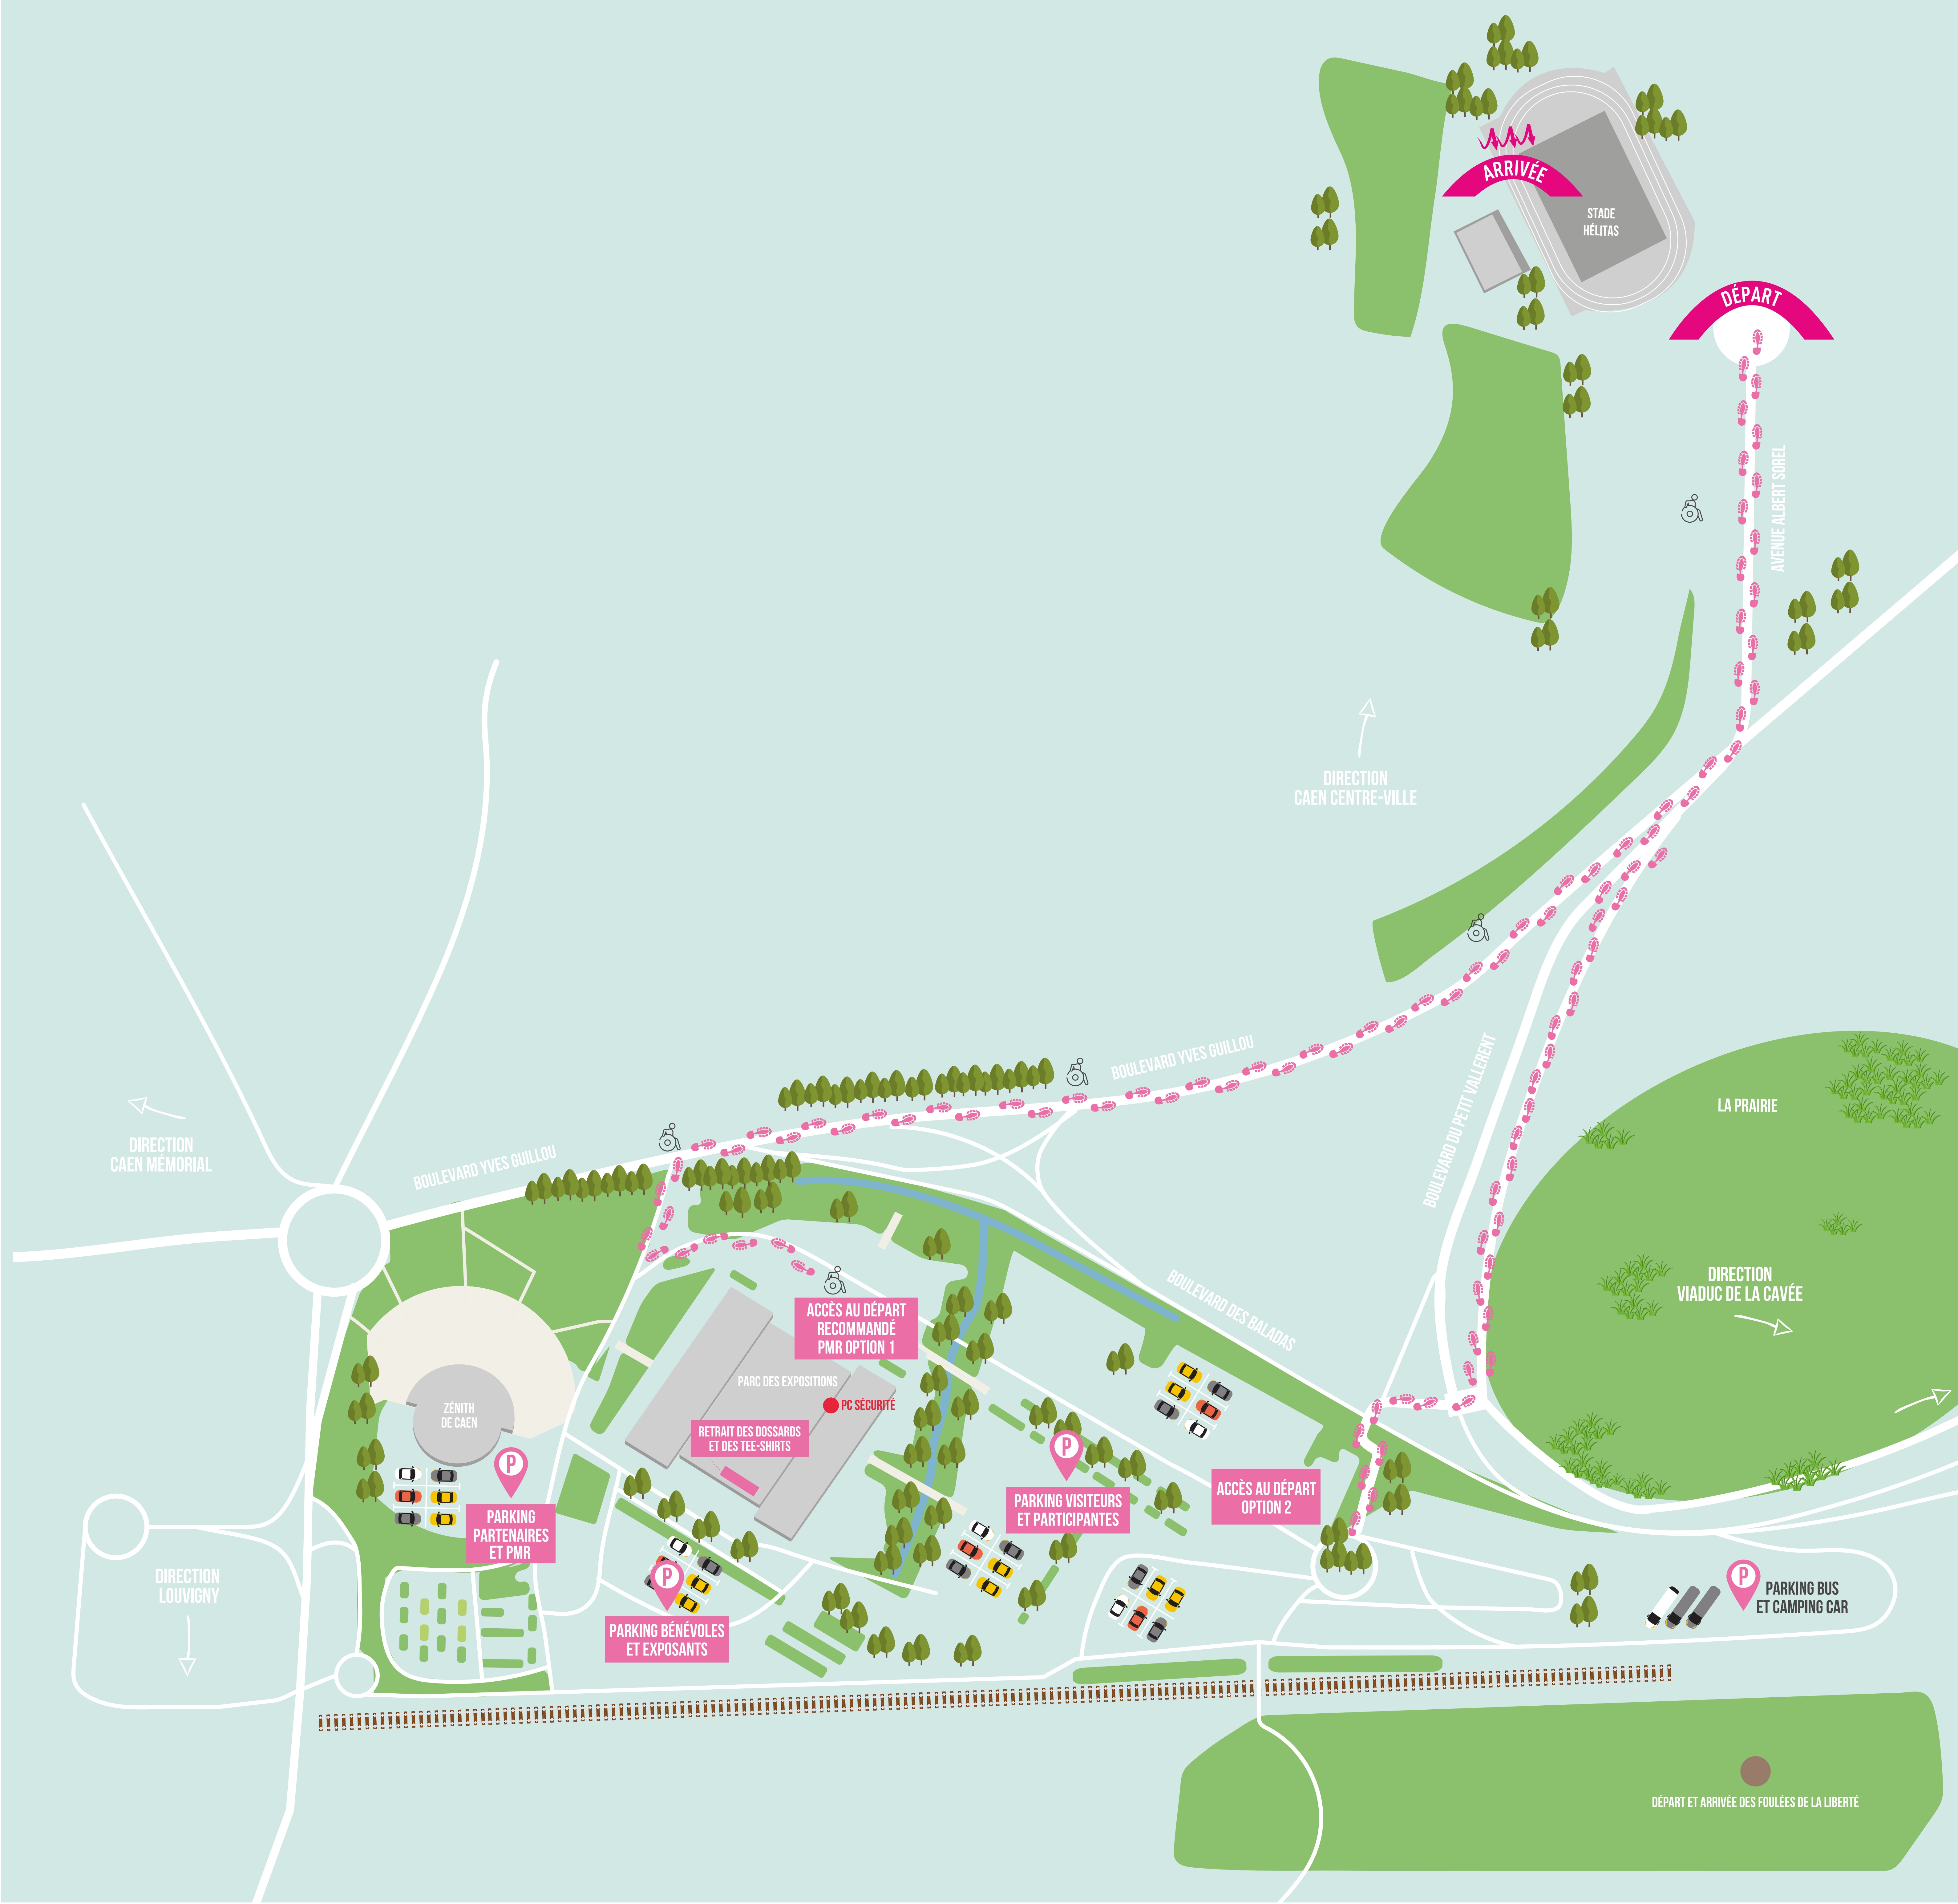 ARRIVÉE
STADE
HÉLITAS
DÉPART
AVENUE ALBERT SOREL
DIRECTION
CAEN CENTRE-VILLE
BOULEVARD YVES GUILLOU
BOULEVARD DU PETIT VALLERENT
LA PRAIRIE
DIRECTION
CAEN MÉMORIAL
BOULEVARD YVES GUILLOU
DIRECTION
VIADUC DE LA CAVÉE
BOULEVARD DES BALADAS
ACCÈS AU DÉPART
RECOMMANDÉ
PMR OPTION 1
PARC DES EXPOSITIONS
PC SÉCURITÉ
ZÉNITH
DE CAEN
RETRAIT DES DOSSARDS
ET DES TEE-SHIRTS
P
P
PARKING VISITEURS
ET PARTICIPANTES
ACCÈS AU DÉPART
OPTION 2
PARKING
PARTENAIRES
ET PMR
DIRECTION
LOUVIGNY
P
PARKING BÉNÉVOLES
ET EXPOSANTS
P
PARKING BUS
ET CAMPING CAR
DÉPART ET ARRIVÉE DES FOULÉES DE LA LIBERTÉ